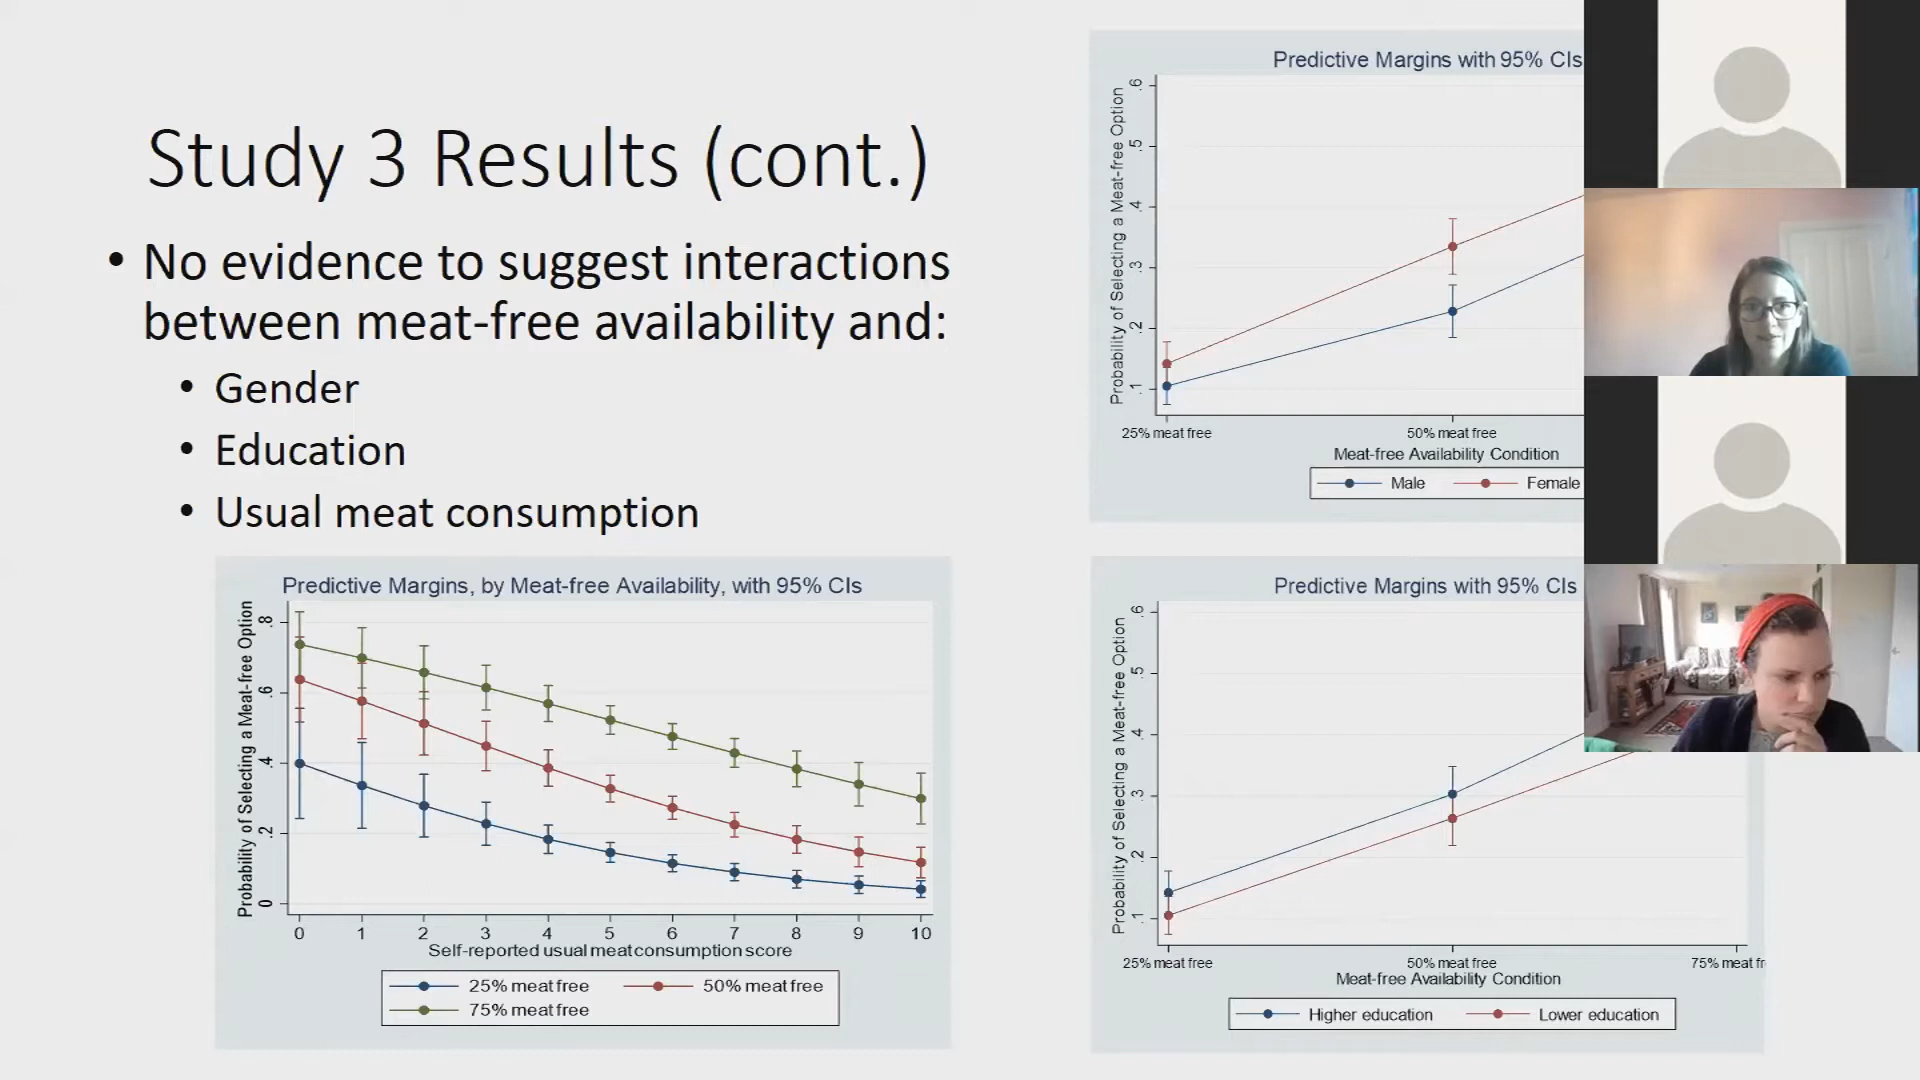 Study 3 Results (cont.)
• No evidence to suggest interactions
between meat-free availability and:
• Gender
• Education
• Usual meat consumption
Predictive Margins, by Meat-free Availability, with 95% CIs
Probability of Selecting a Meat-free Option
.8
.6
.4
.2
0
0 1 2 3 4 5 6 7 8 9 10
Self-reported usual meat consumption score
25% meat free 50% meat free
75% meat free
Predictive Margins with 95% CIs
Probability of Selecting a Meat-free Option
.6
.5
.4
.3
.2
.1
25% meat free 50% meat free
Meat-free Availability Condition
Male Female
Predictive Margins with 95% CIs
Probability of Selecting a Meat-free Option
.6
.5
.4
.3
.2
.1
25% meat free 50% meat free 75% meat fr
Meat-free Availability Condition
Higher education Lower education